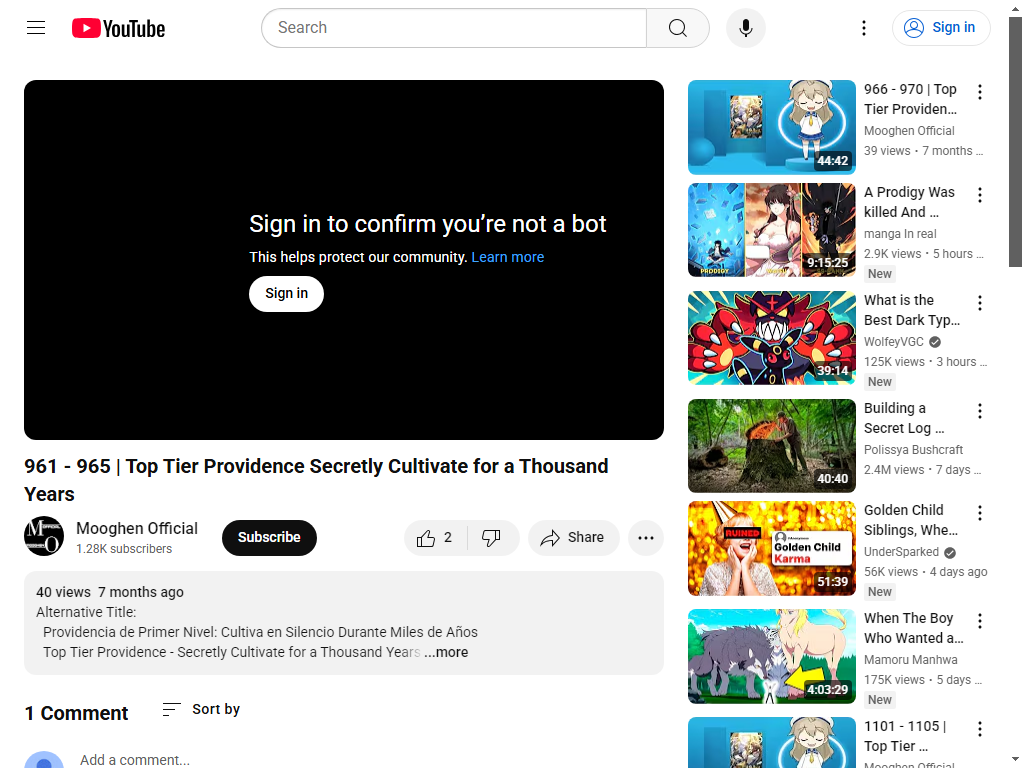 YouTube
Search
Sign in
Sign in to confirm you're not a bot
This helps protect our community. Learn more
Sign in
961 - 965 | Top Tier Providence Secretly Cultivate for a Thousand
Years
Mooghen Official
1.28K subscribers
Subscribe
2
Share
40 views 7 months ago
Alternative Title:
Providencia de Primer Nivel: Cultiva en Silencio Durante Miles de Años
Top Tier Providence - Secretly Cultivate for a Thousand Years ...more
1 Comment
Sort by
Add a comment...
44:42
966 - 970 | Top
Tier Providen...
Mooghen Official
39 views • 7 months ...
PRODIGY
9:15:25
A Prodigy Was
killed And ...
manga In real
2.9K views • 5 hours ...
New
39:14
What is the
Best Dark Typ...
WolfeyVGC
125K views • 3 hours ...
New
40:40
Building a
Secret Log ...
Polissya Bushcraft
2.4M views • 7 days ...
RUINED
Golden Child
Karma
51:39
Golden Child
Siblings, Whe...
UnderSparked
56K views • 4 days ago
New
4:03:29
When The Boy
Who Wanted a...
Mamoru Manhwa
175K views • 5 days ...
New
1101 - 1105 |
Top Tier ...
Mooghen Official